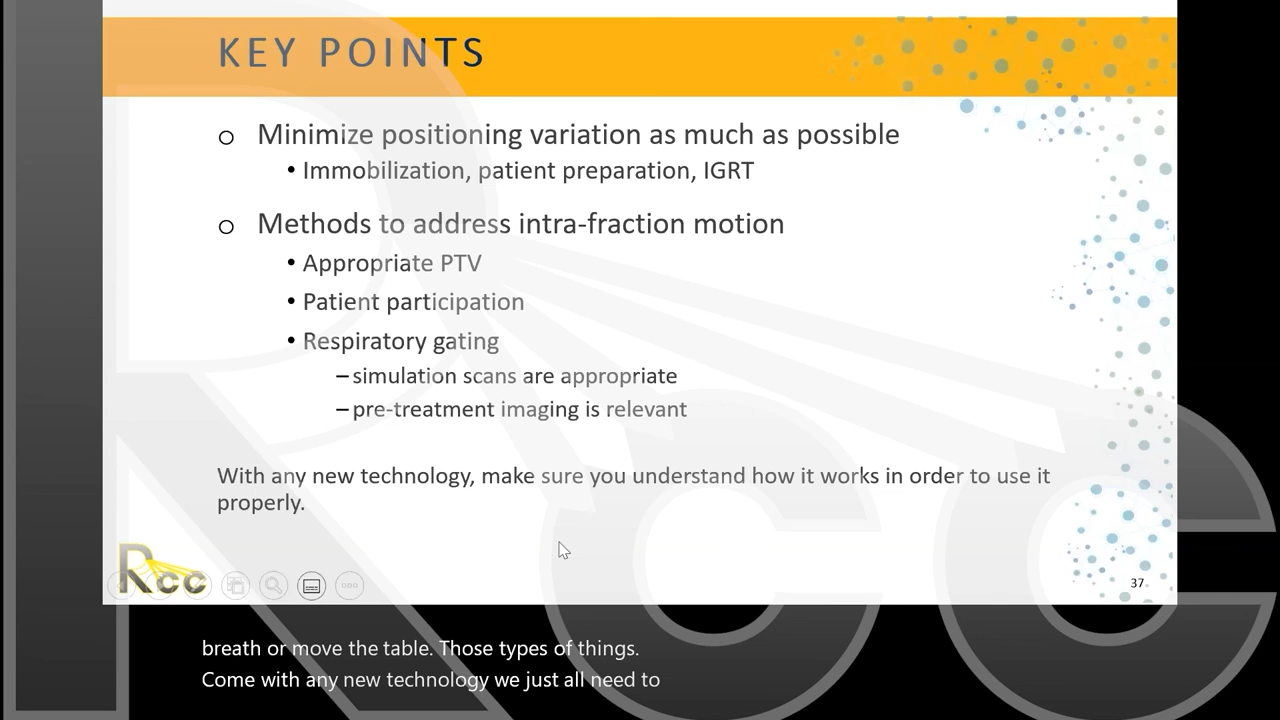 KEY POINTS
o Minimize positioning variation as much as possible
• Immobilization, patient preparation, IGRT
o Methods to address intra-fraction motion
• Appropriate PTV
• Patient participation
• Respiratory gating
– simulation scans are appropriate
– pre-treatment imaging is relevant
With any new technology, make sure you understand how it works in order to use it
properly.
Rcc
37
breath or move the table. Those types of things.
Come with any new technology we just all need to
Rcc